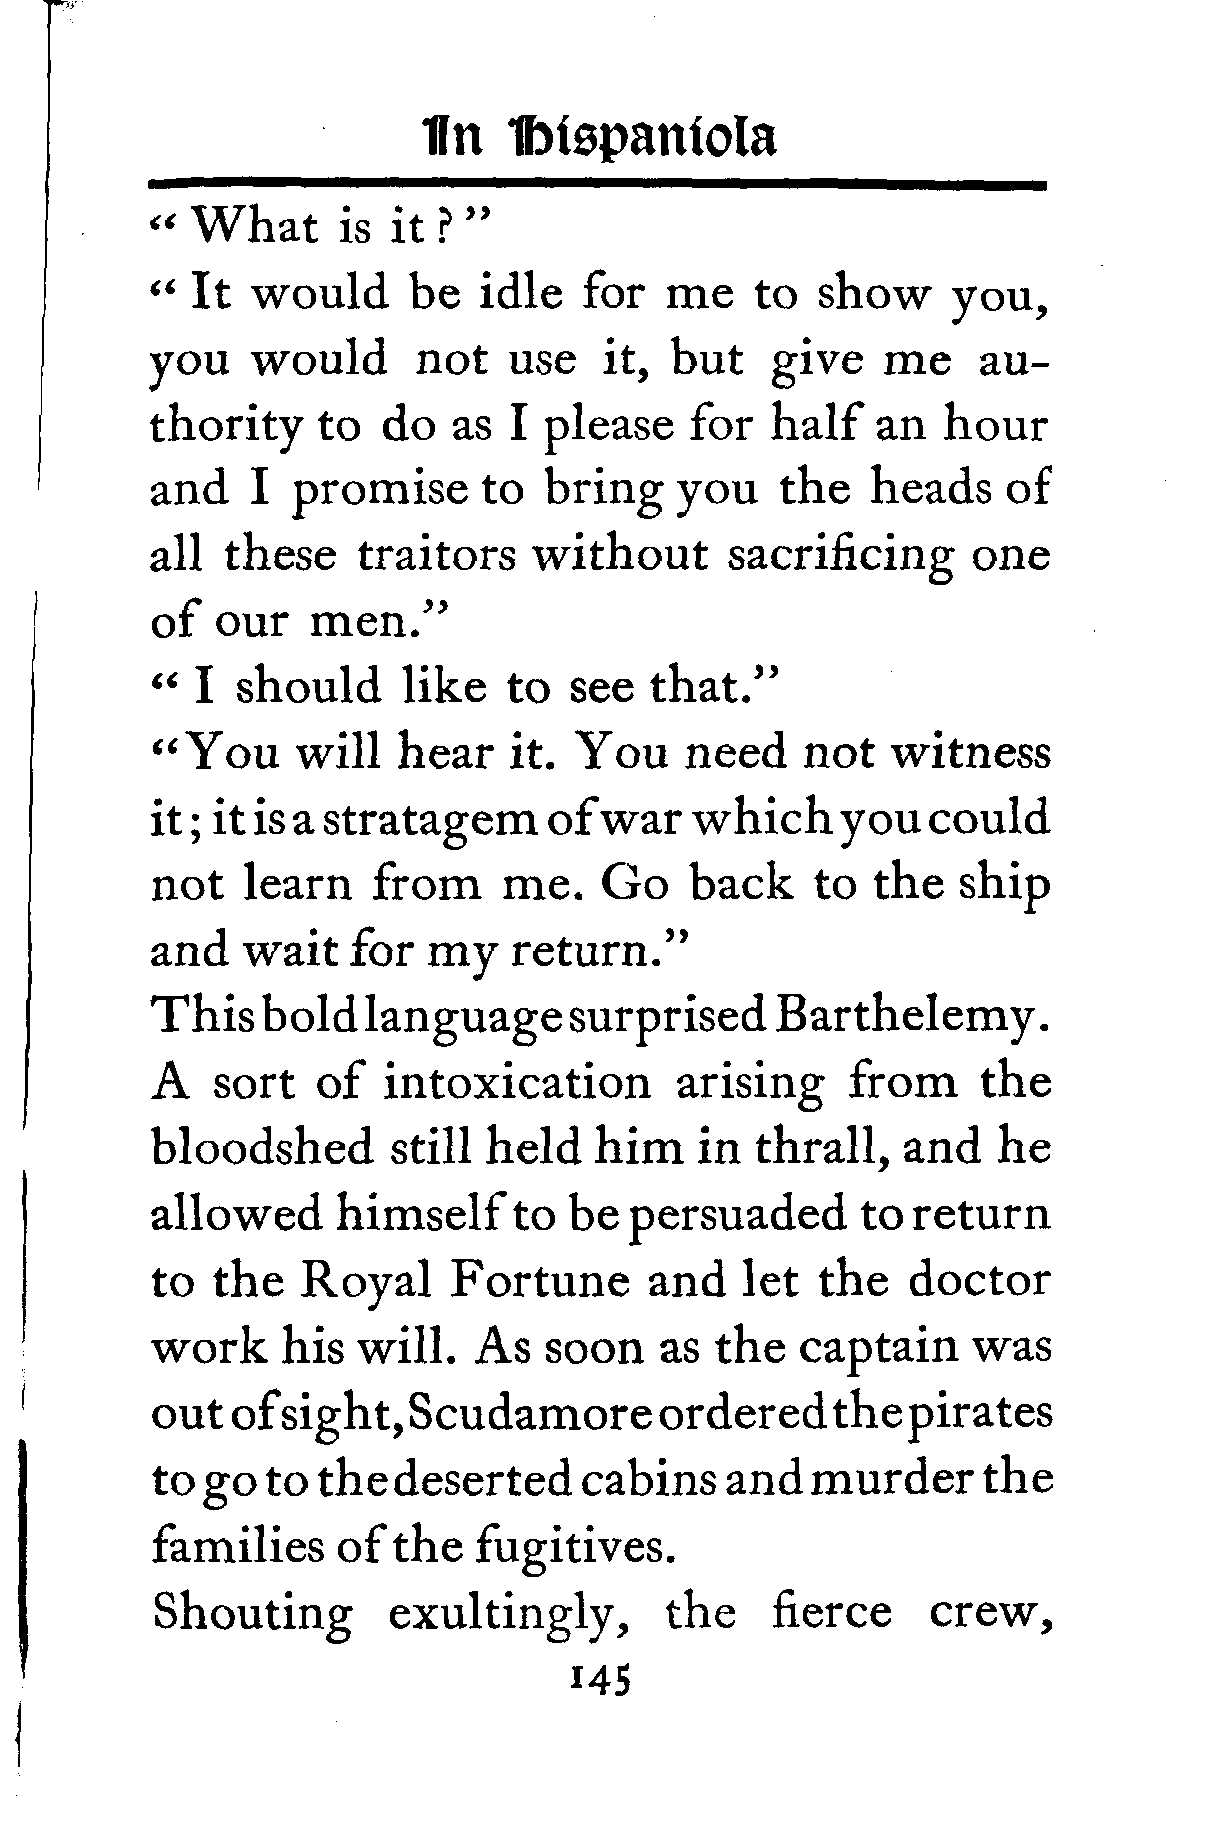 In Hispaniola
“ What is it ? ”
“ It would be idle for me to show you,
you would not use it, but give me au-
thority to do as I please for half an hour
and I promise to bring you the heads of
all these traitors without sacrificing one
of our men.”
“ I should like to see that.”
“You will hear it. You need not witness
it ; it is a stratagem of war which you could
not learn from me. Go back to the ship
and wait for my return.”
This bold language surprised Barthelemy.
A sort of intoxication arising from the
bloodshed still held him in thrall, and he
allowed himself to be persuaded to return
to the Royal Fortune and let the doctor
work his will. As soon as the captain was
out of sight, Scudamore ordered the pirates
to go to the deserted cabins and murder the
families of the fugitives.
Shouting exultingly, the fierce crew,
145